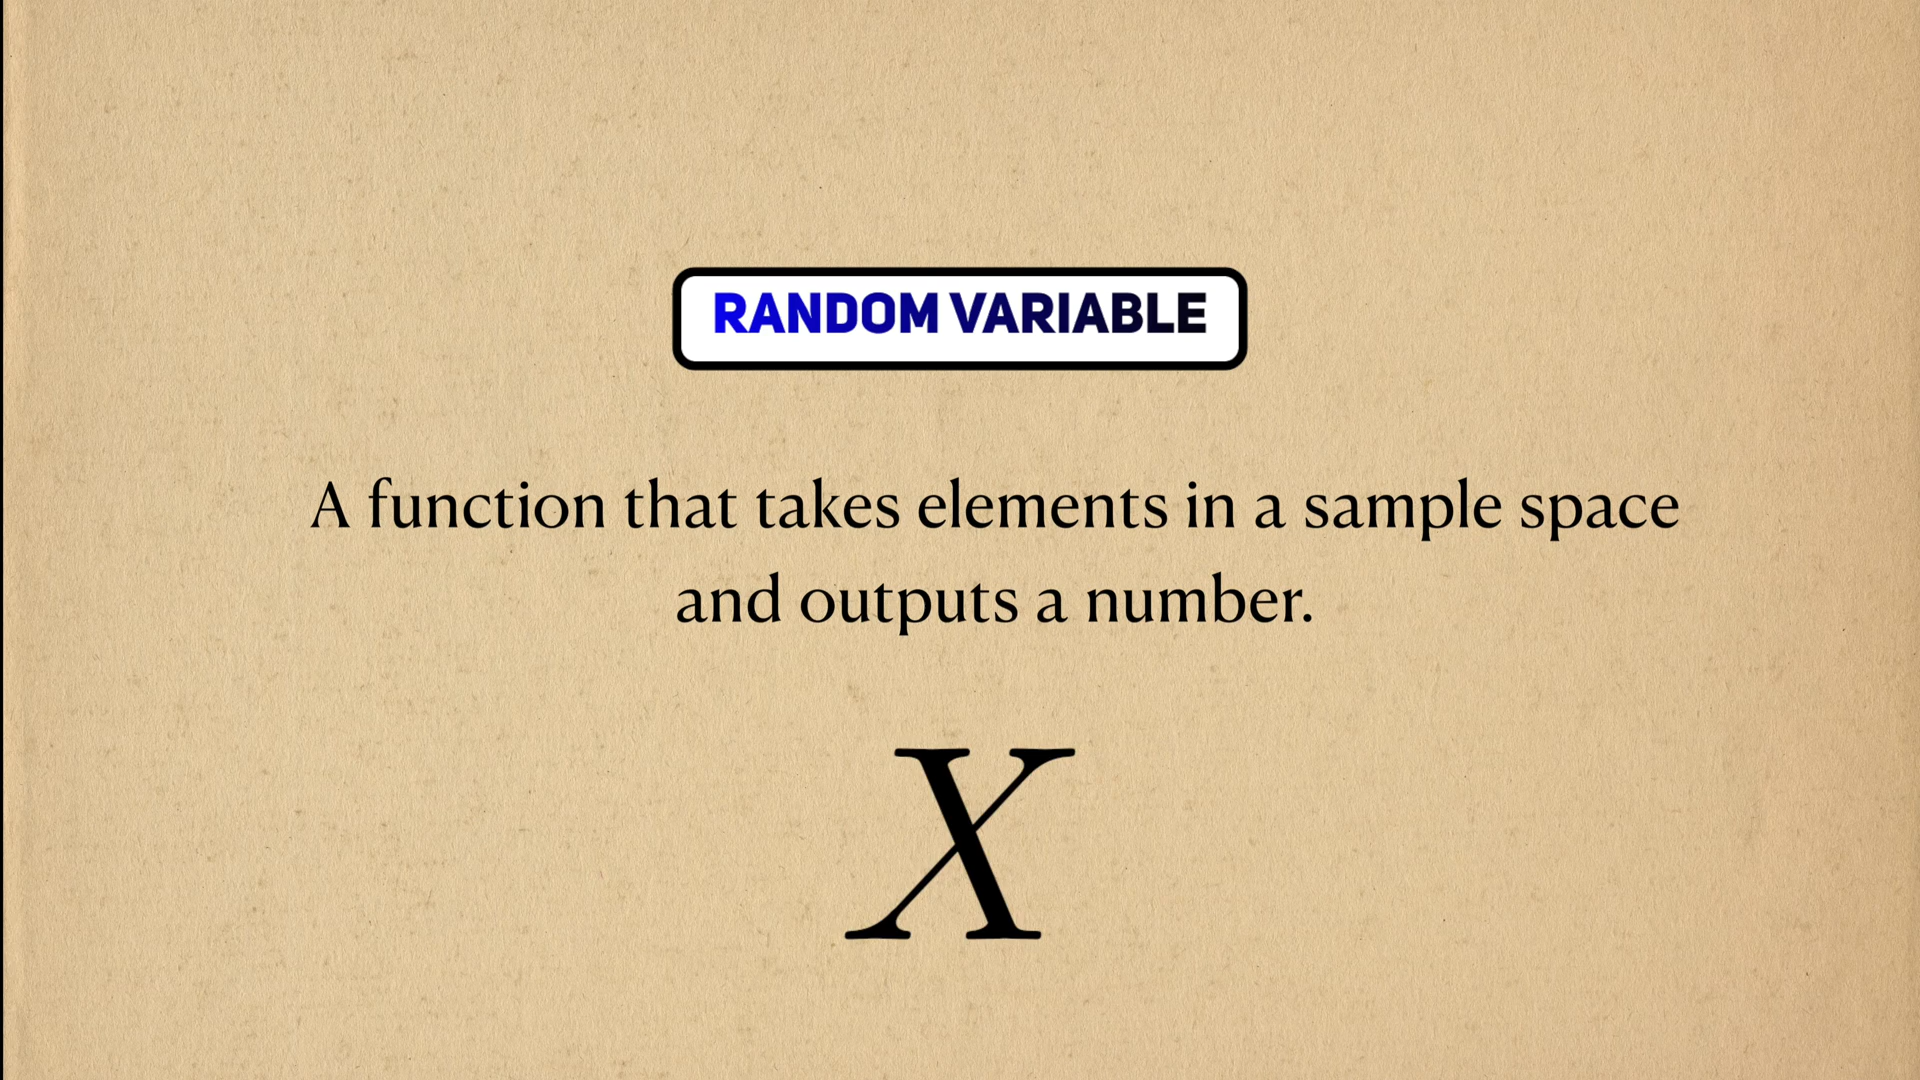 RANDOM VARIABLE
A function that takes elements in a sample space
and outputs a number.
X